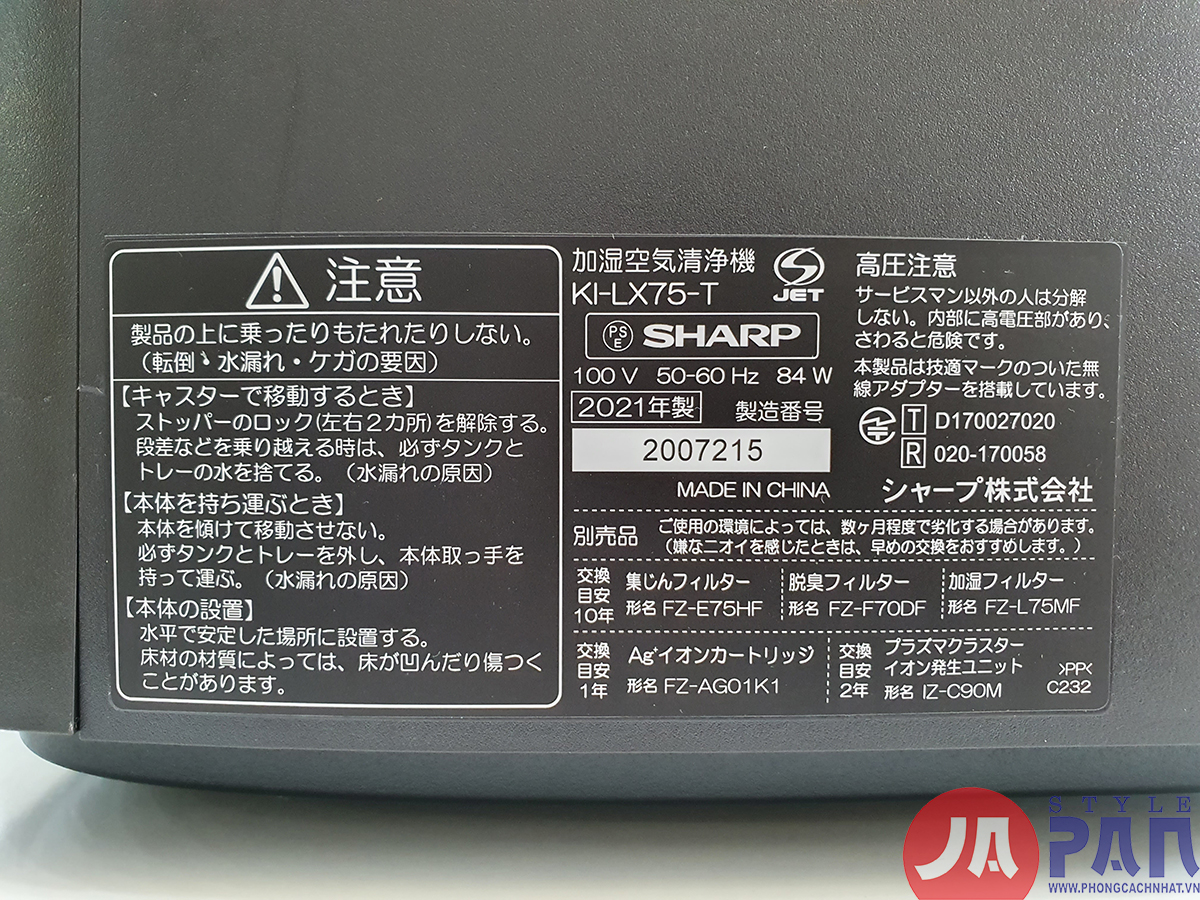 注意
製品の上に乗ったりもたれたりしない。
（転倒、水漏れ・ケガの要因）
【キャスターで移動するとき】
ストッパーのロック(左右２カ所)を解除する。
段差などを乗り越える時は、必ずタンクと
トレーの水を捨てる。（水漏れの原因）
【本体を持ち運ぶとき】
本体を傾けて移動させない。
必ずタンクとトレーを外し、本体取っ手を
持って運ぶ。（水漏れの原因）
【本体の設置】
水平で安定した場所に設置する。
床材の材質によっては、床が凹んだり傷つく
ことがあります。
加湿空気清浄機
KI-LX75-T
JET
PS
E
SHARP
100 V 50-60 Hz 84 W
2021年製 製造番号
2007215
MADE IN CHINA
高圧注意
サービスマン以外の人は分解
しない。内部に高電圧部があり、
さわると危険です。
本製品は技適マークのついた無
線アダプターを搭載しています。
T D170027020
R 020-170058
シャープ株式会社
別売品
ご使用の環境によっては、数ヶ月程度で劣化する場合があります。
（嫌なニオイを感じたときは、早めの交換をおすすめします。）
交換
目安
10年
集じんフィルター
形名 FZ-E75HF
脱臭フィルター
形名 FZ-F70DF
加湿フィルター
形名 FZ-L75MF
交換
目安
1年
Ag⁺イオンカートリッジ
形名 FZ-AG01K1
交換
目安
2年
プラズマクラスター
イオン発生ユニット
形名 IZ-C90M
>PP<
C232
STYLE
JAPAN
WWW.PHONGCACHNHAT.VN